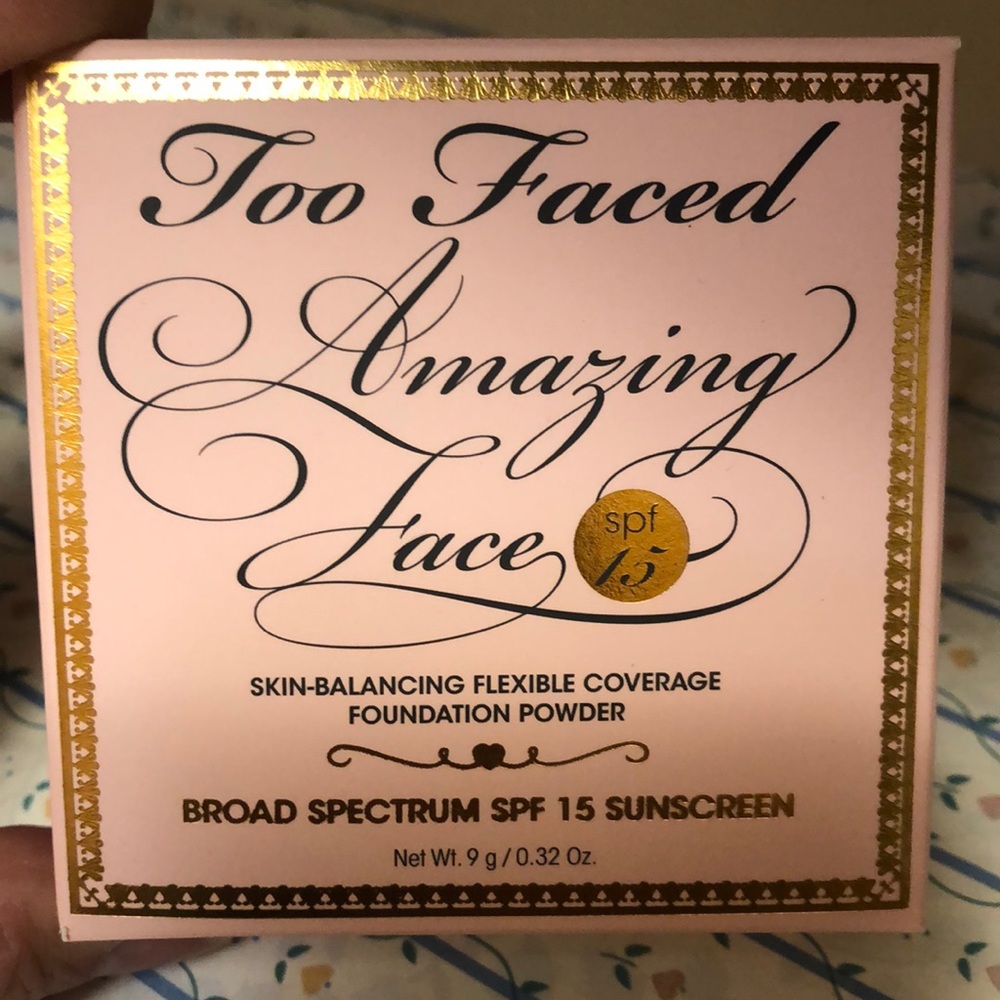 Too Faced
Amazing
Face
spf
15
SKIN-BALANCING FLEXIBLE COVERAGE
FOUNDATION POWDER
BROAD SPECTRUM SPF 15 SUNSCREEN
Net Wt. 9 g / 0.32 Oz.